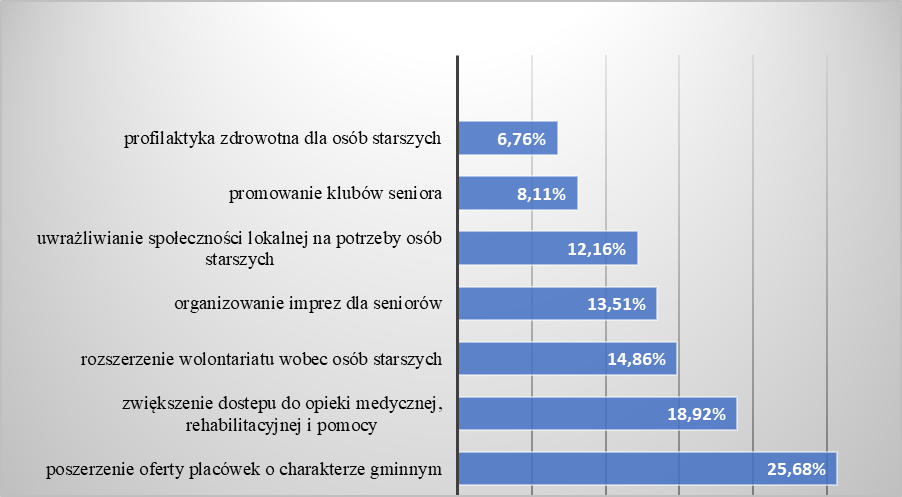 profilaktyka zdrowotna dla osób starszych
6,76%
promowanie klubów seniora
8,11%
uwrażliwianie społeczności lokalnej na potrzeby osób
starszych
12,16%
organizowanie imprez dla seniorów
13,51%
rozszerzenie wolontariatu wobec osób starszych
14,86%
zwiększenie dostepu do opieki medycznej,
rehabilitacyjnej i pomocy
18,92%
poszerzenie oferty placówek o charakterze gminnym
25,68%